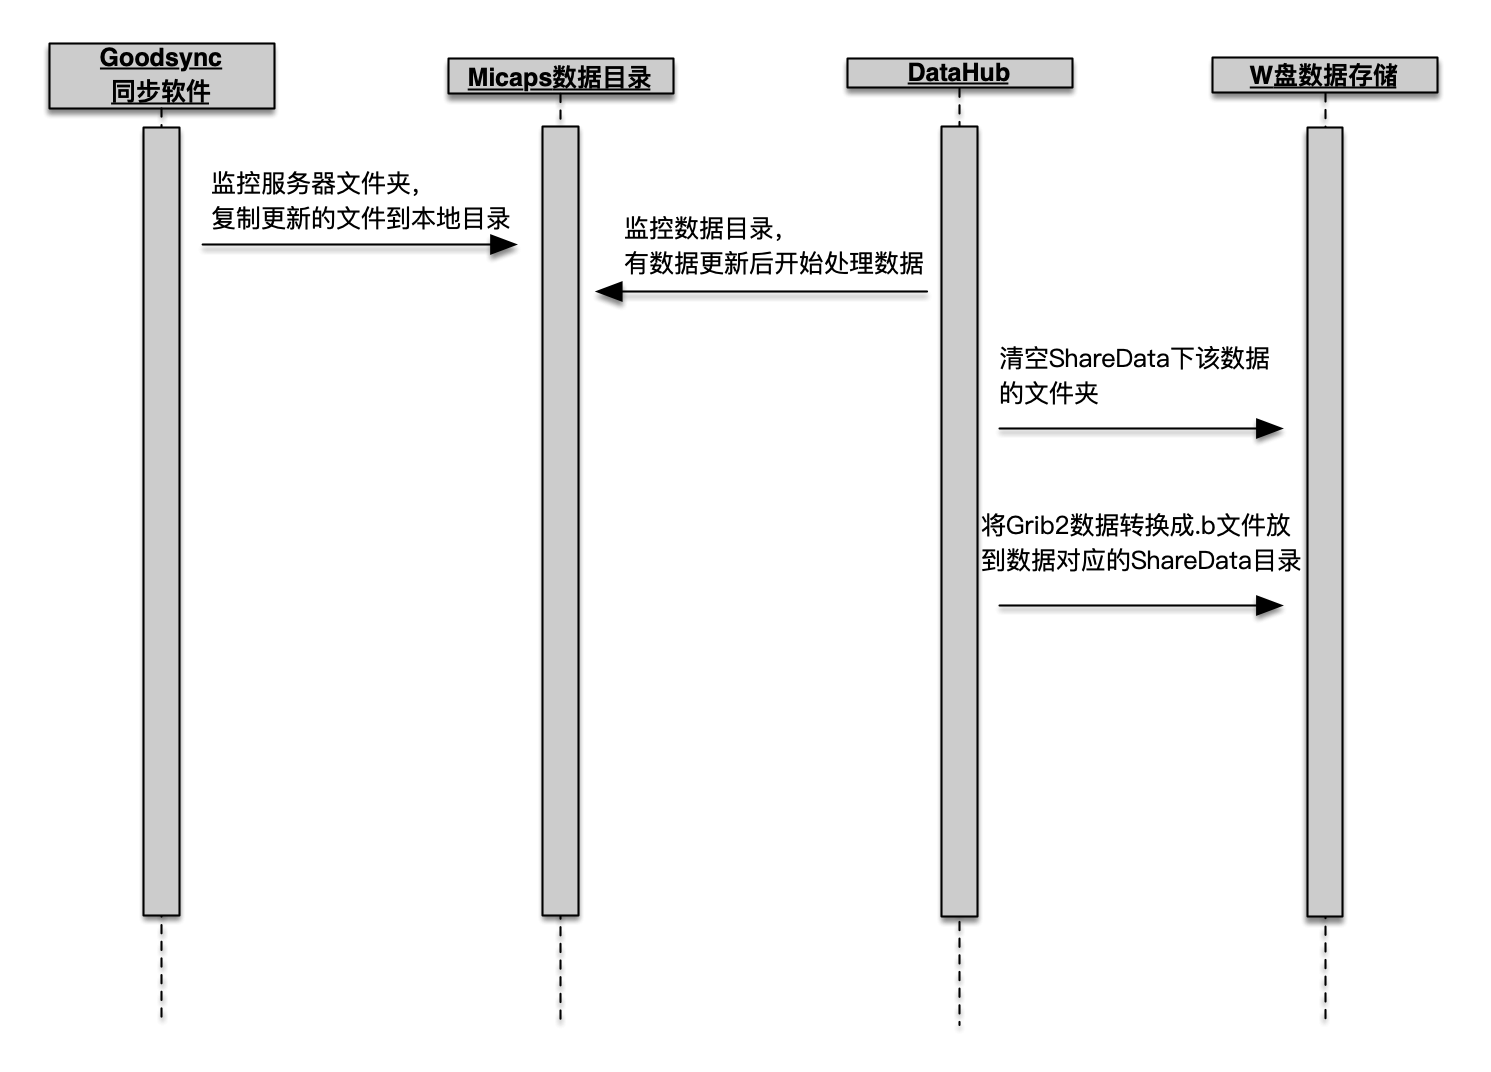 Goodsync
同步软件
Micaps数据目录
DataHub
W盘数据存储
监控服务器文件夹，
复制更新的文件到本地目录
监控数据目录，
有数据更新后开始处理数据
清空ShareData下该数据
的文件夹
将Grib2数据转换成.b文件放
到数据对应的ShareData目录